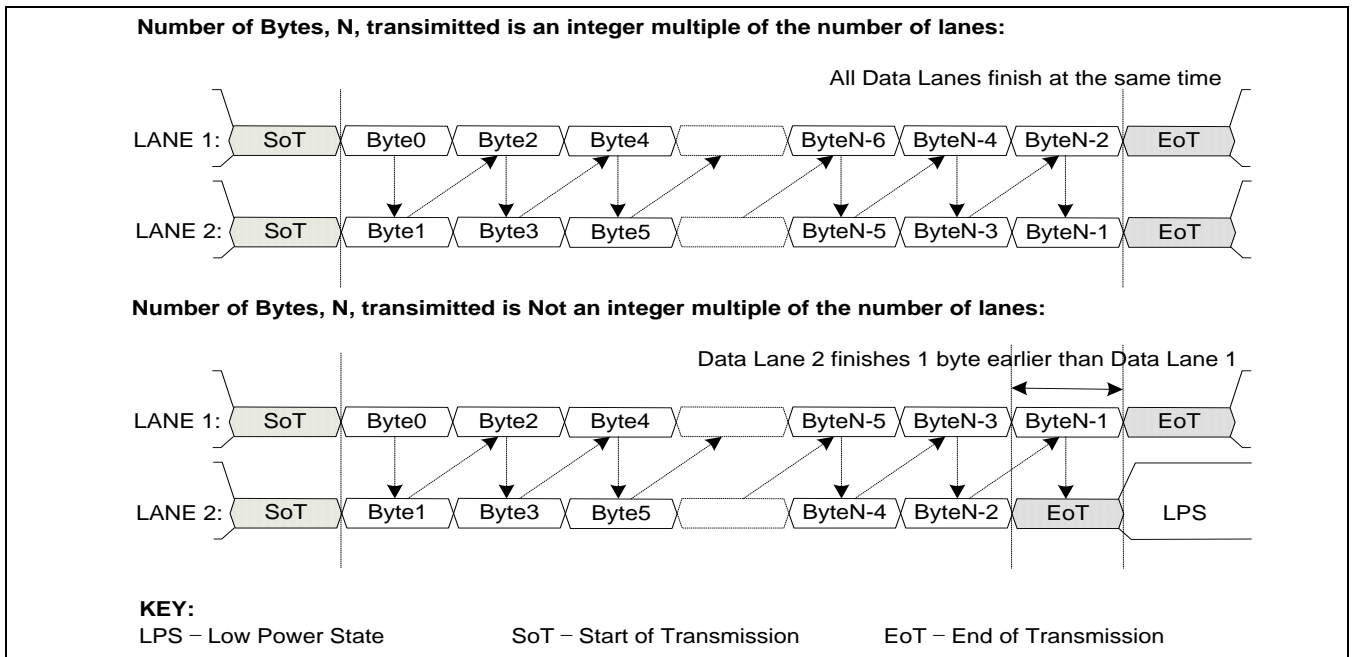 Number of Bytes, N, transimitted is an integer multiple of the number of lanes:
All Data Lanes finish at the same time
LANE 1: SoT Byte0 Byte2 Byte4 ByteN-6 ByteN-4 ByteN-2 EoT
LANE 2: SoT Byte1 Byte3 Byte5 ByteN-5 ByteN-3 ByteN-1 EoT
Number of Bytes, N, transimitted is Not an integer multiple of the number of lanes:
Data Lane 2 finishes 1 byte earlier than Data Lane 1
LANE 1: SoT Byte0 Byte2 Byte4 ByteN-5 ByteN-3 ByteN-1 EoT
LANE 2: SoT Byte1 Byte3 Byte5 ByteN-4 ByteN-2 EoT LPS
KEY:
LPS – Low Power State SoT – Start of Transmission EoT – End of Transmission